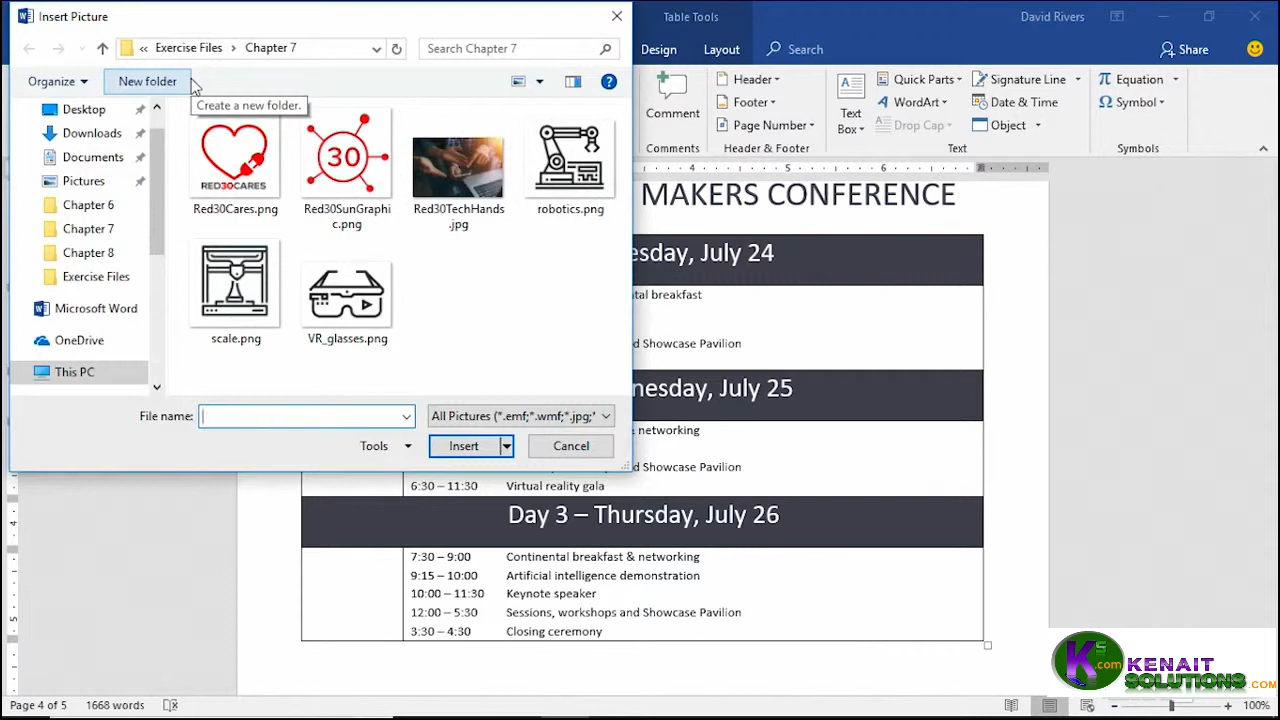 Insert Picture
Table Tools
David Rivers
« Exercise Files > Chapter 7
Search Chapter 7
Design
Layout
Search
Share
Organize
New folder
Create a new folder.
Desktop
Downloads
Documents
Pictures
Chapter 6
Chapter 7
Chapter 8
Exercise Files
Microsoft Word
OneDrive
This PC
RED30CARES
Red30Cares.png
30
Red30SunGraphi
c.png
Red30TechHands
.jpg
robotics.png
scale.png
VR_glasses.png
File name:
All Pictures (*.emf;*.wmf;*.jpg;*
Tools
Insert
Cancel
Comment
Comments
Header
Footer
Page Number
Header & Footer
Text
Box
Quick Parts
WordArt
Drop Cap
Signature Line
Date & Time
Object
Text
Equation
Symbol
Symbols
4 5 6
MAKERS CONFERENCE
esday, July 24
tal breakfast
d Showcase Pavilion
nesday, July 25
& networking
d Showcase Pavilion
6:30 – 11:30 Virtual reality gala
Day 3 – Thursday, July 26
7:30 – 9:00 Continental breakfast & networking
9:15 – 10:00 Artificial intelligence demonstration
10:00 – 11:30 Keynote speaker
12:00 – 5:30 Sessions, workshops and Showcase Pavilion
3:30 – 4:30 Closing ceremony
4
5
KS
.com
KENAIT
SOLUTIONS.COM
Page 4 of 5 1668 words
100%